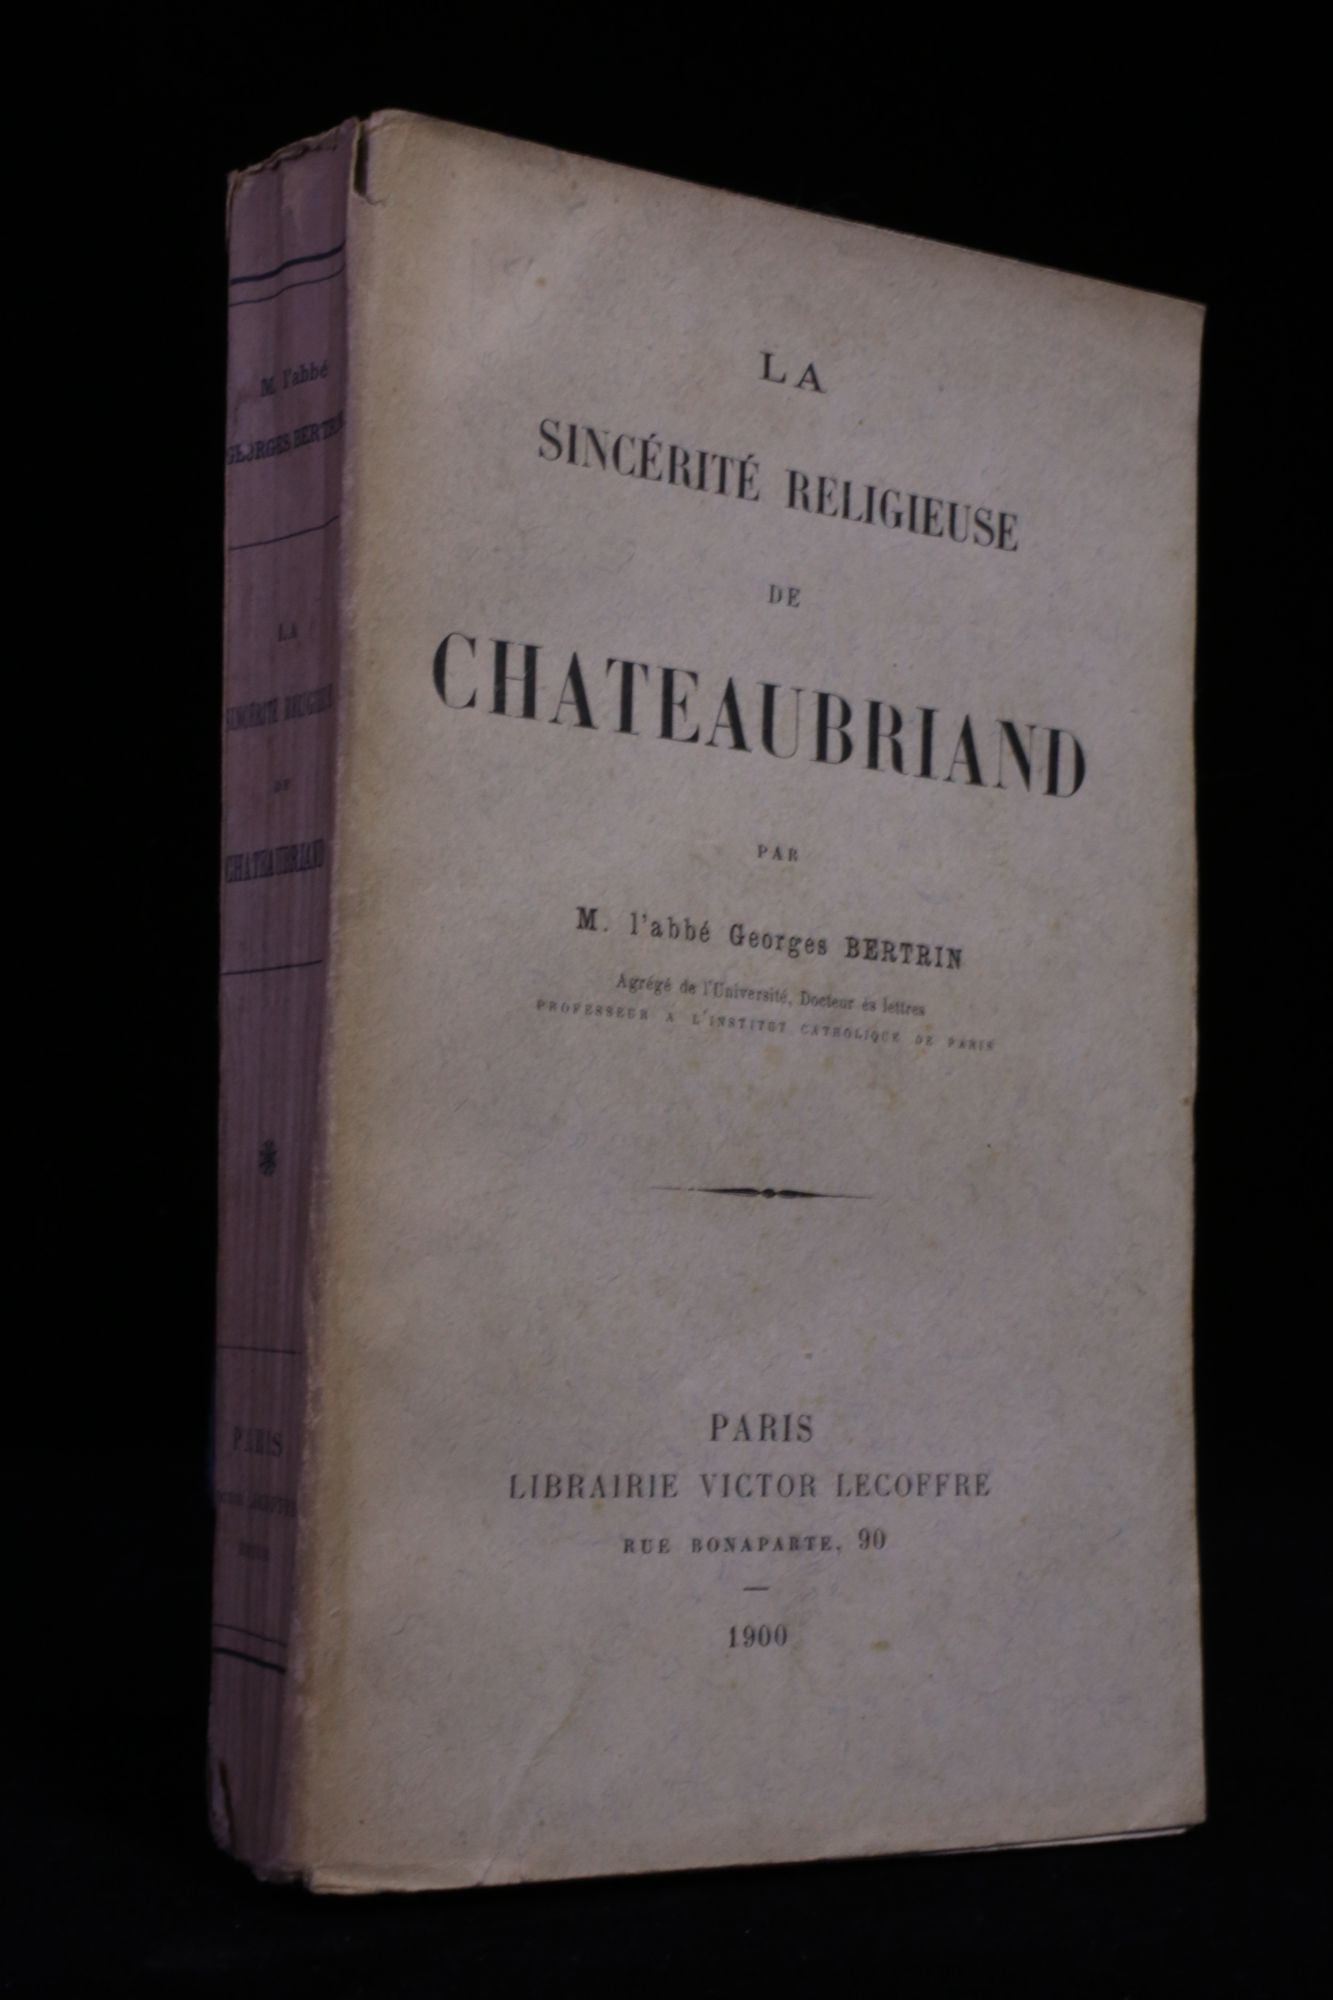 M. l'abbé
GEORGES BERTRIN
LA
SINCÉRITÉ RELIGIEUSE
DE
CHATEAUBRIAND
PARIS
LA
SINCÉRITÉ RELIGIEUSE
DE
CHATEAUBRIAND
PAR
M. l'abbé Georges BERTRIN
Agrégé de l'Université, Docteur ès lettres
PROFESSEUR A L'INSTITUT CATHOLIQUE DE PARIS
PARIS
LIBRAIRIE VICTOR LECOFFRE
RUE BONAPARTE, 90
1900